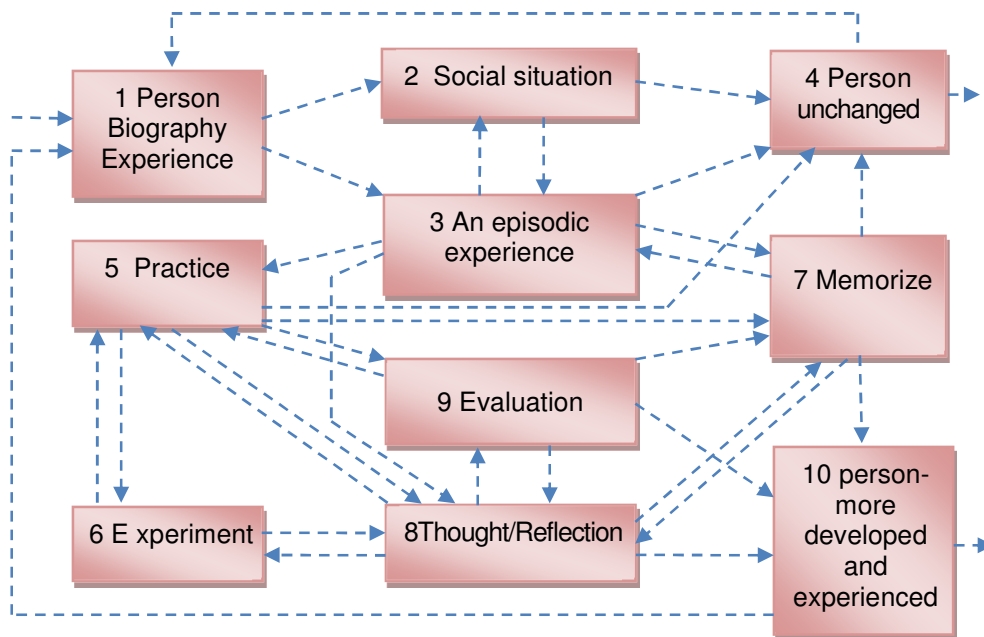 1 Person
Biography
Experience
2 Social situation
4 Person
unchanged
3 An episodic
experience
5 Practice
7 Memorize
9 Evaluation
6 E xperiment
8Thought/Reflection
10 person-
more
developed
and
experienced